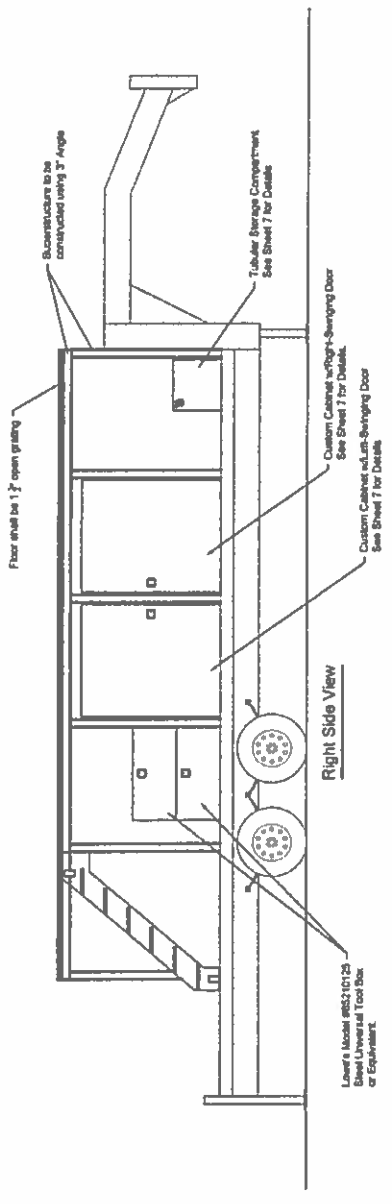 Floor shall be 1 ½" open grating
Superstructure to be
constructed using 3" Angle
Tubular Storage Compartment
See Sheet 7 for Details
Custom Cabinet w/Right-Swinging Door
See Sheet 7 for Details
Custom Cabinet w/Left-Swinging Door
See Sheet 7 for Details
Right Side View
Lowe's Model #65210125
Steel Universal Tool Box
or Equivalent.